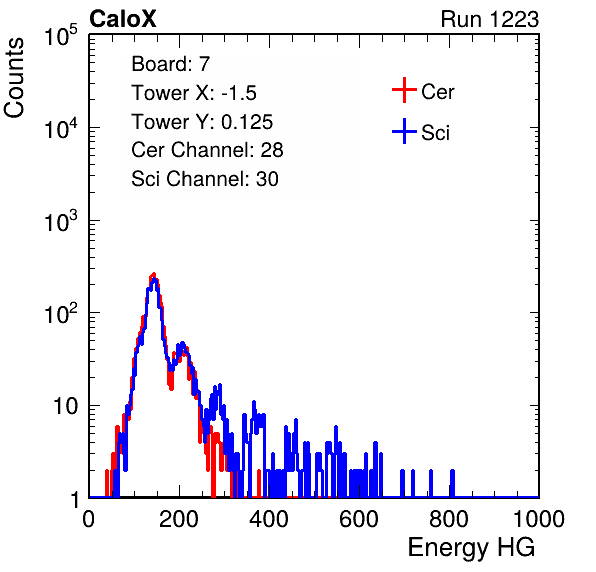 CaloX Run 1223
Counts
Board: 7
Tower X: -1.5
Tower Y: 0.125
Cer Channel: 28
Sci Channel: 30
Cer
Sci
10^5
10^4
10^3
10^2
10
1
0 200 400 600 800 1000
Energy HG